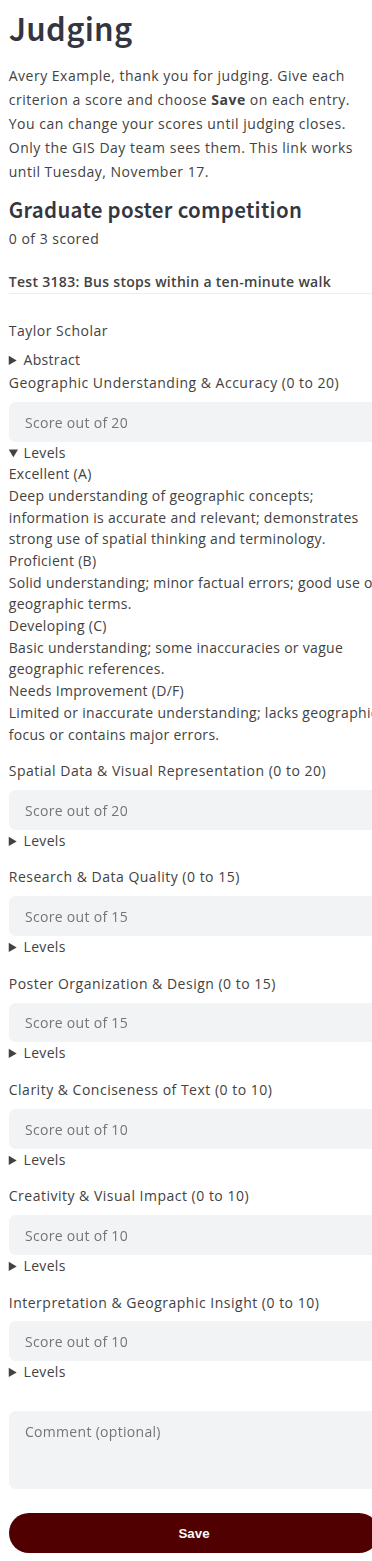 Judging
Avery Example, thank you for judging. Give each
criterion a score and choose Save on each entry.
You can change your scores until judging closes.
Only the GIS Day team sees them. This link works
until Tuesday, November 17.
Graduate poster competition
0 of 3 scored
Test 3183: Bus stops within a ten-minute walk
Taylor Scholar
Abstract
Geographic Understanding & Accuracy (0 to 20)
Score out of 20
Levels
Excellent (A)
Deep understanding of geographic concepts;
information is accurate and relevant; demonstrates
strong use of spatial thinking and terminology.
Proficient (B)
Solid understanding; minor factual errors; good use o
geographic terms.
Developing (C)
Basic understanding; some inaccuracies or vague
geographic references.
Needs Improvement (D/F)
Limited or inaccurate understanding; lacks geographi
focus or contains major errors.
Spatial Data & Visual Representation (0 to 20)
Score out of 20
Levels
Research & Data Quality (0 to 15)
Score out of 15
Levels
Poster Organization & Design (0 to 15)
Score out of 15
Levels
Clarity & Conciseness of Text (0 to 10)
Score out of 10
Levels
Creativity & Visual Impact (0 to 10)
Score out of 10
Levels
Interpretation & Geographic Insight (0 to 10)
Score out of 10
Levels
Comment (optional)
Save